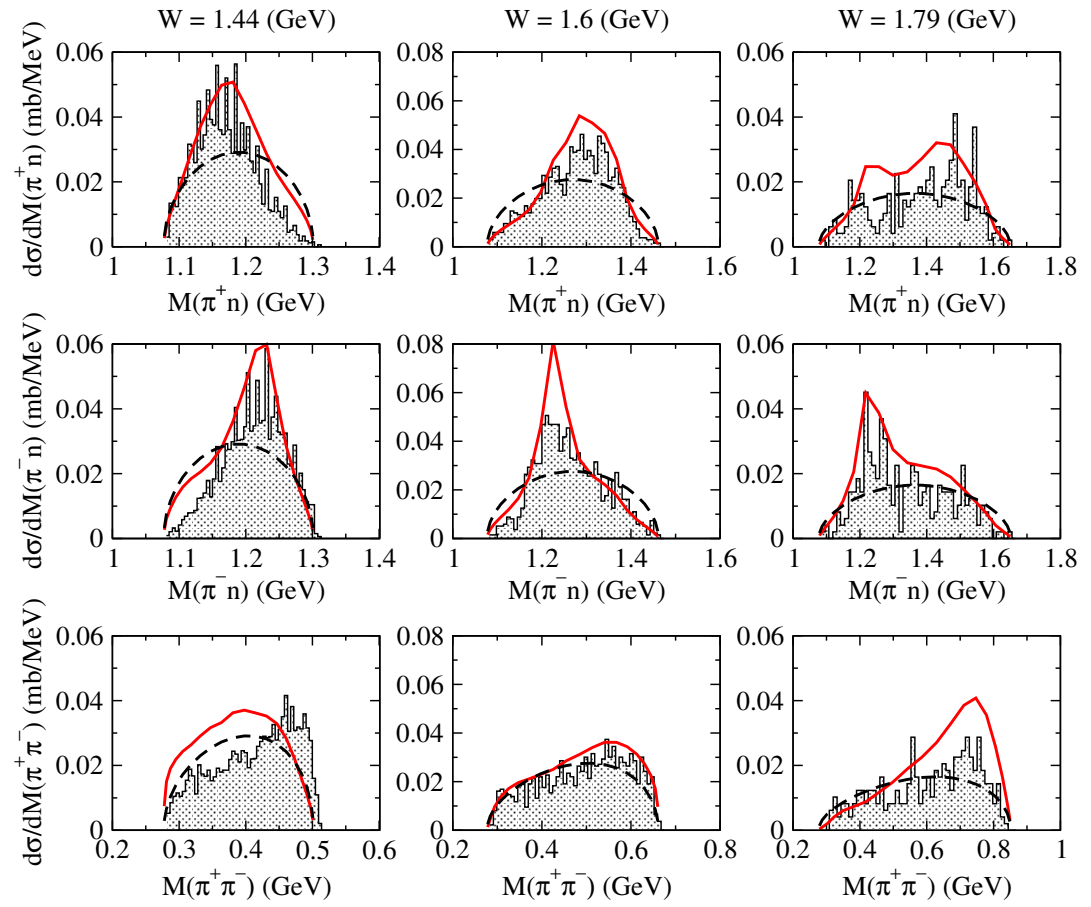 W = 1.44 (GeV) W = 1.6 (GeV) W = 1.79 (GeV)
dσ/dM(π⁺n) (mb/MeV)
0.06 0.08 0.06
0.06
0.04 0.04
0.04
0.02 0.02
0.02
0 0 0
1 1.1 1.2 1.3 1.4 1 1.2 1.4 1.6 1 1.2 1.4 1.6 1.8
M(π⁺n) (GeV) M(π⁺n) (GeV) M(π⁺n) (GeV)
dσ/dM(π⁻n) (mb/MeV)
0.06 0.08 0.06
0.06
0.04 0.04
0.04
0.02 0.02
0.02
0 0 0
1 1.1 1.2 1.3 1.4 1 1.2 1.4 1.6 1 1.2 1.4 1.6 1.8
M(π⁻n) (GeV) M(π⁻n) (GeV) M(π⁻n) (GeV)
dσ/dM(π⁺π⁻) (mb/MeV)
0.06 0.08 0.06
0.06
0.04 0.04
0.04
0.02 0.02
0.02
0 0 0
0.2 0.3 0.4 0.5 0.6 0.2 0.4 0.6 0.8 0.2 0.4 0.6 0.8 1
M(π⁺π⁻) (GeV) M(π⁺π⁻) (GeV) M(π⁺π⁻) (GeV)